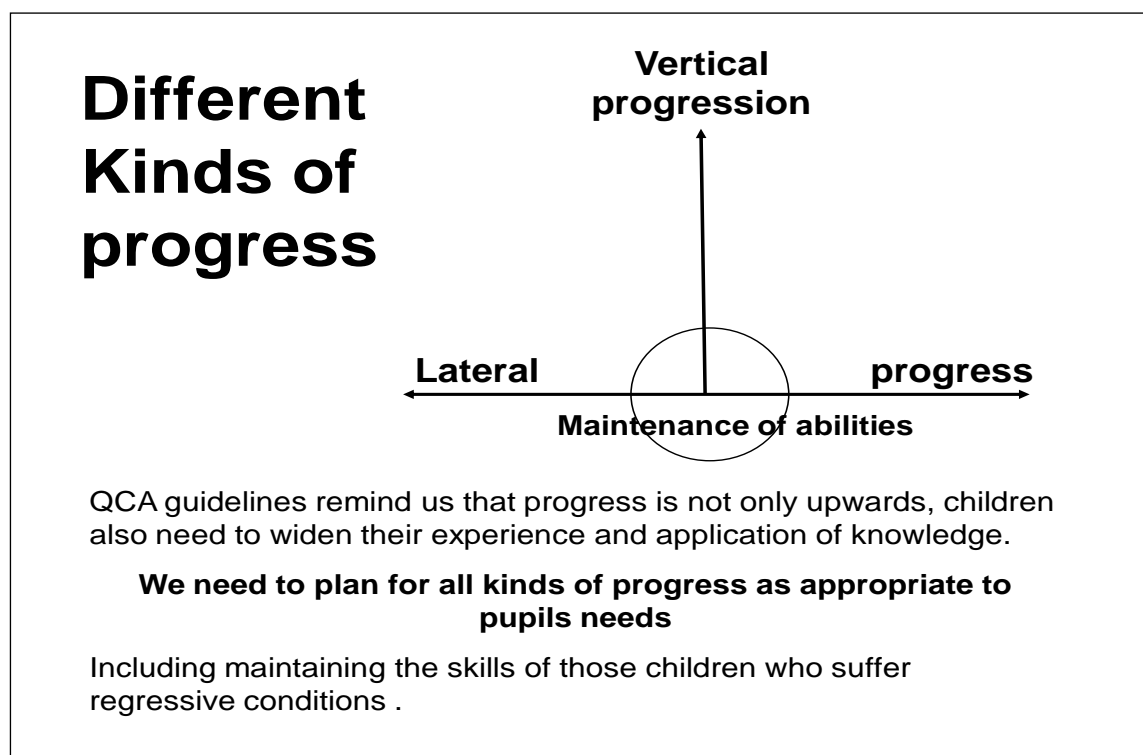 Different
Kinds of
progress
Vertical
progression
Lateral
progress
Maintenance of abilities
QCA guidelines remind us that progress is not only upwards, children
also need to widen their experience and application of knowledge.
We need to plan for all kinds of progress as appropriate to
pupils needs
Including maintaining the skills of those children who suffer
regressive conditions .